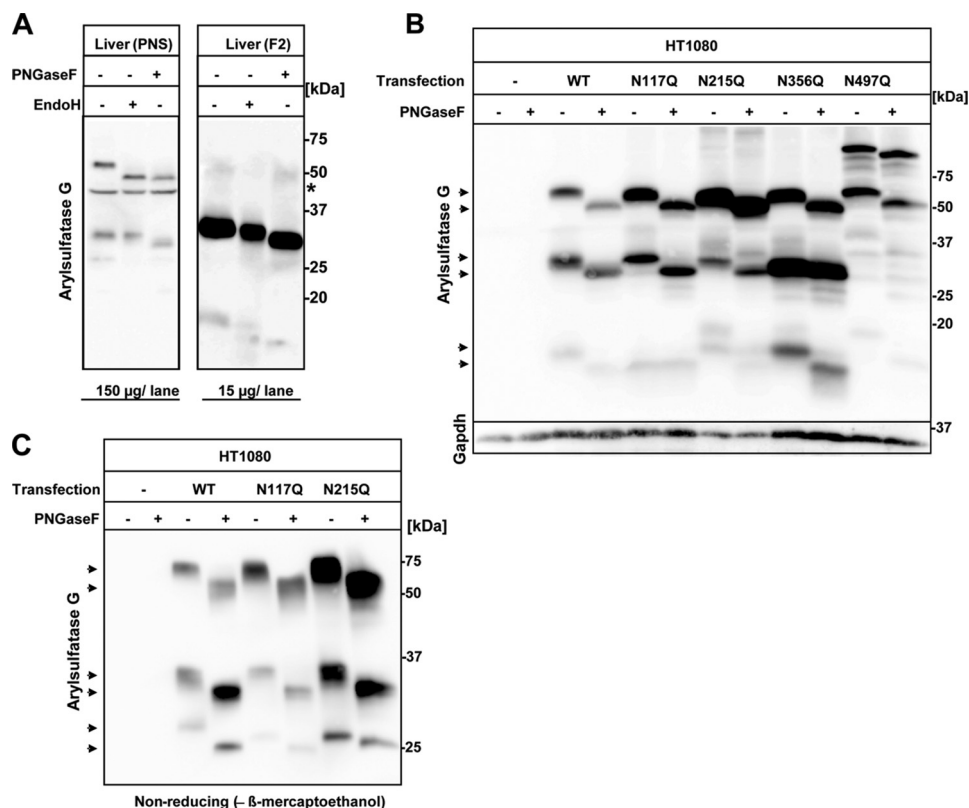 A
Liver (PNS) Liver (F2)
PNGaseF - - + - - +
[kDa]
EndoH - + - - + -
-75
-50
*
-37
-25
-20
Arylsulfatase G
150 µg/ lane 15 µg/ lane
B
HT1080
Transfection - WT N117Q N215Q N356Q N497Q
[kDa]
PNGaseF - + - + - + - + - + - +
-75
-50
-37
-25
-20
Arylsulfatase G
-37
Gapdh
C
HT1080
Transfection - WT N117Q N215Q
PNGaseF - + - + - + - +
[kDa]
-75
-50
-37
-25
Arylsulfatase G
Non-reducing (– ß-mercaptoethanol)